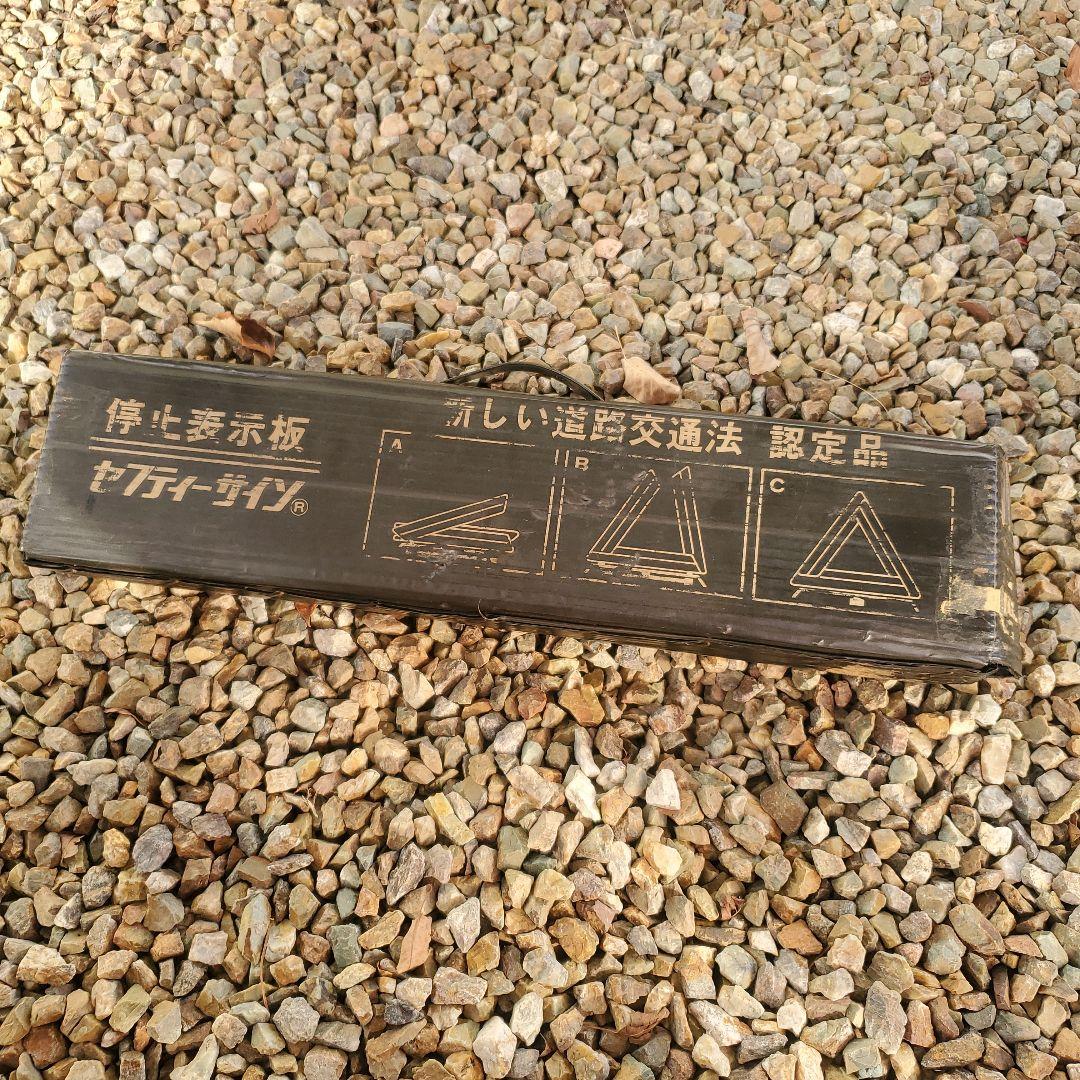 停止表示板
セフティーサイン®
新しい道路交通法 認定品
A
B
C